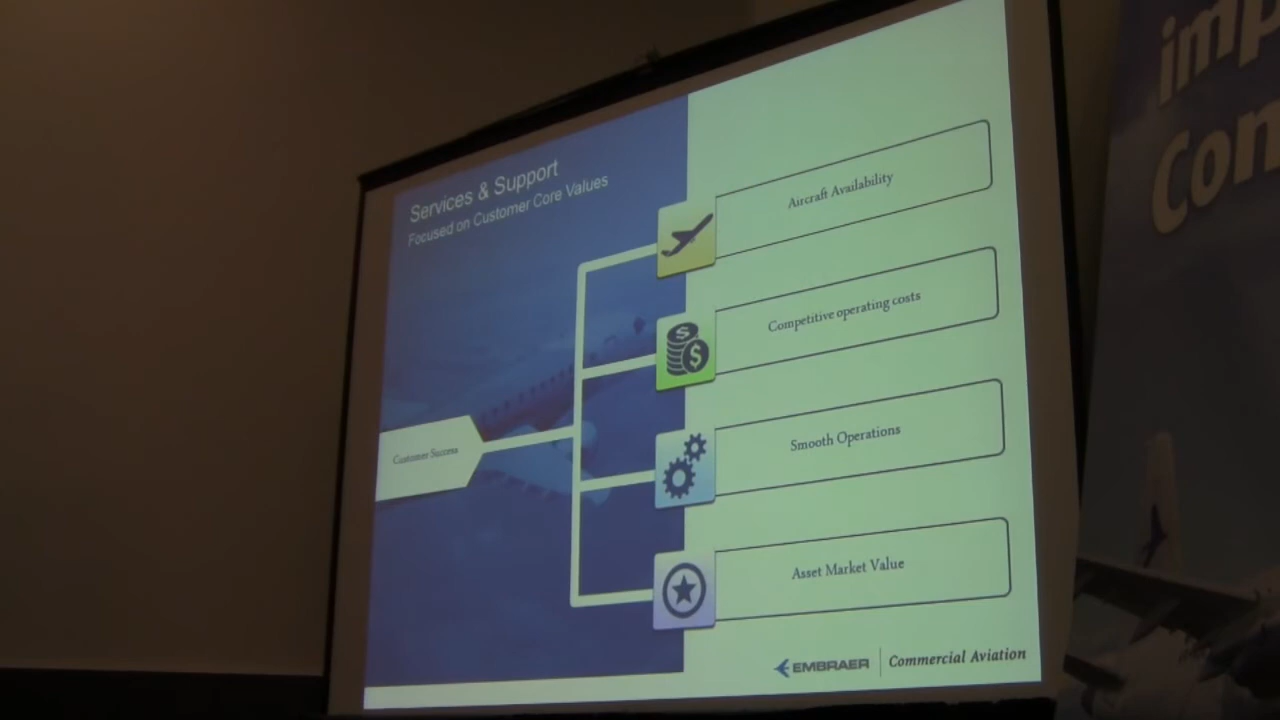 Services & Support
Focused on Customer Core Values
Aircraft Availability
Competitive operating costs
Customer Success
Smooth Operations
Asset Market Value
EMBRAER
Commercial Aviation